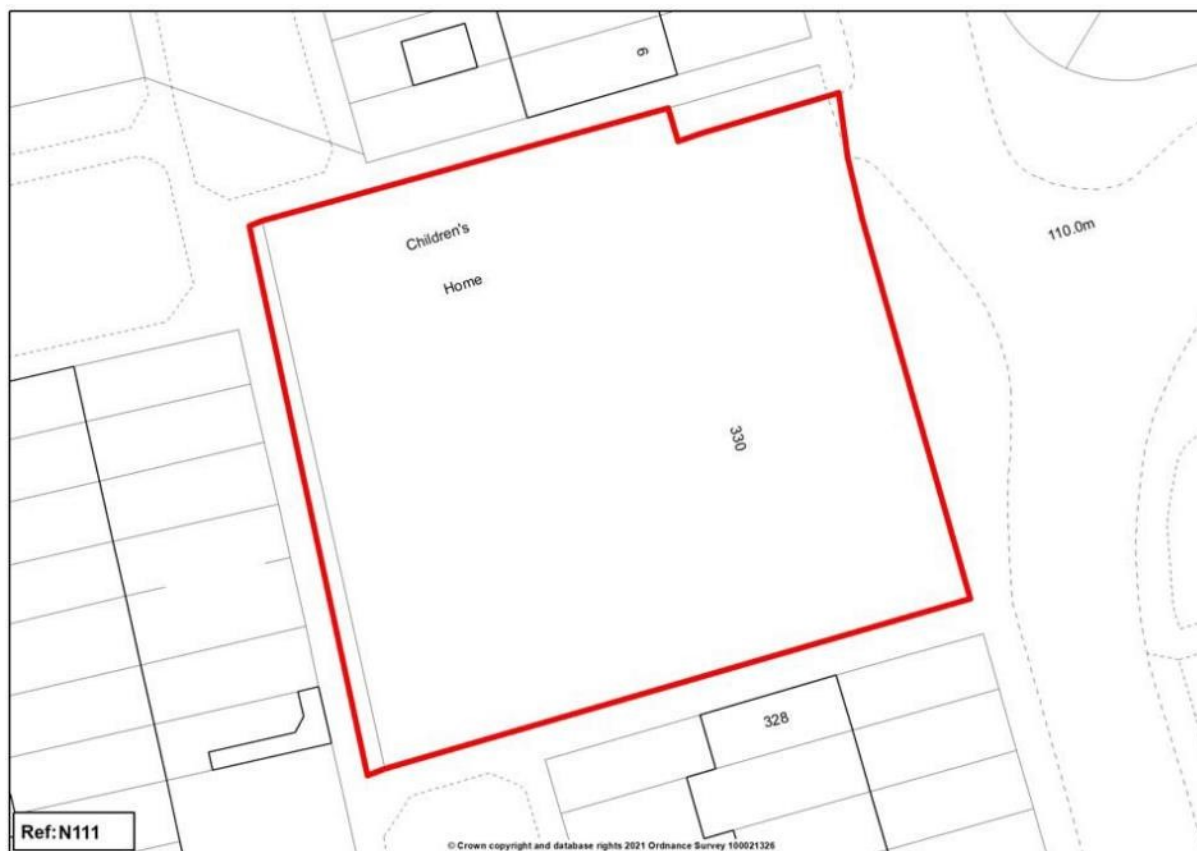 6
Children's
Home
110.0m
330
328
Ref:N111
© Crown copyright and database rights 2021 Ordnance Survey 100021326